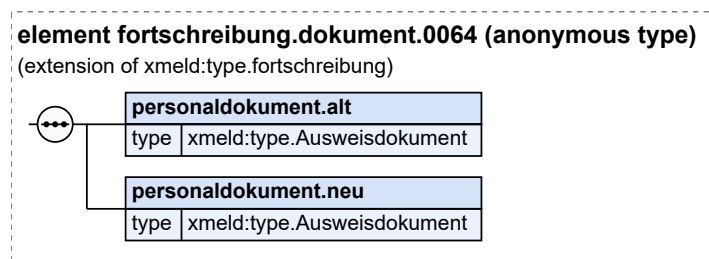 element fortschreibung.dokument.0064 (anonymous type)
(extension of xmeld:type.fortschreibung)
personaldokument.alt
type xmeld:type.Ausweisdokument
personaldokument.neu
type xmeld:type.Ausweisdokument